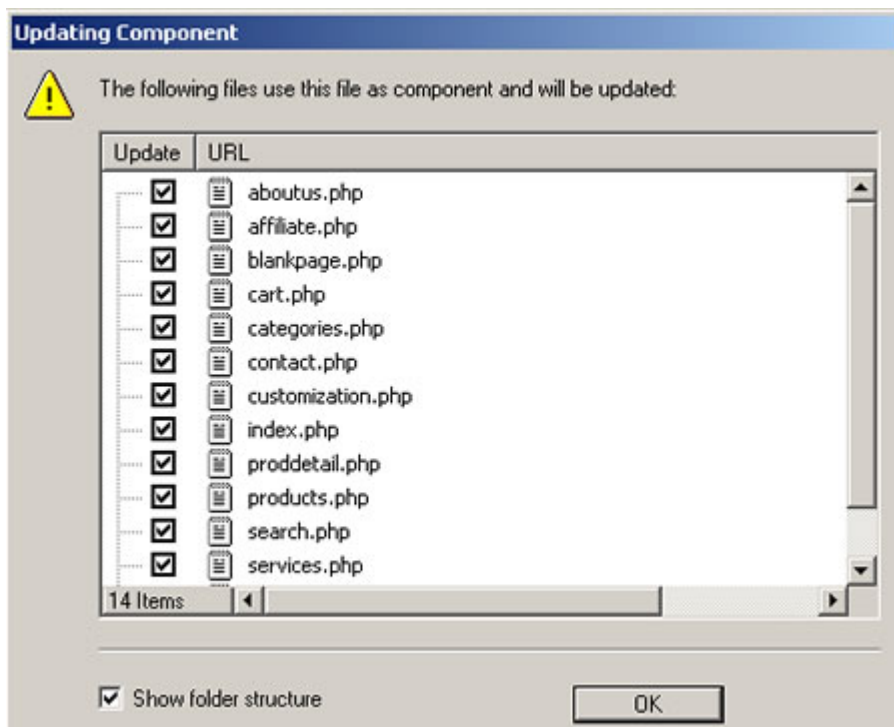 Updating Component
The following files use this file as component and will be updated:
Update URL
aboutus.php
affiliate.php
blankpage.php
cart.php
categories.php
contact.php
customization.php
index.php
proddetail.php
products.php
search.php
services.php
14 Items
Show folder structure
OK